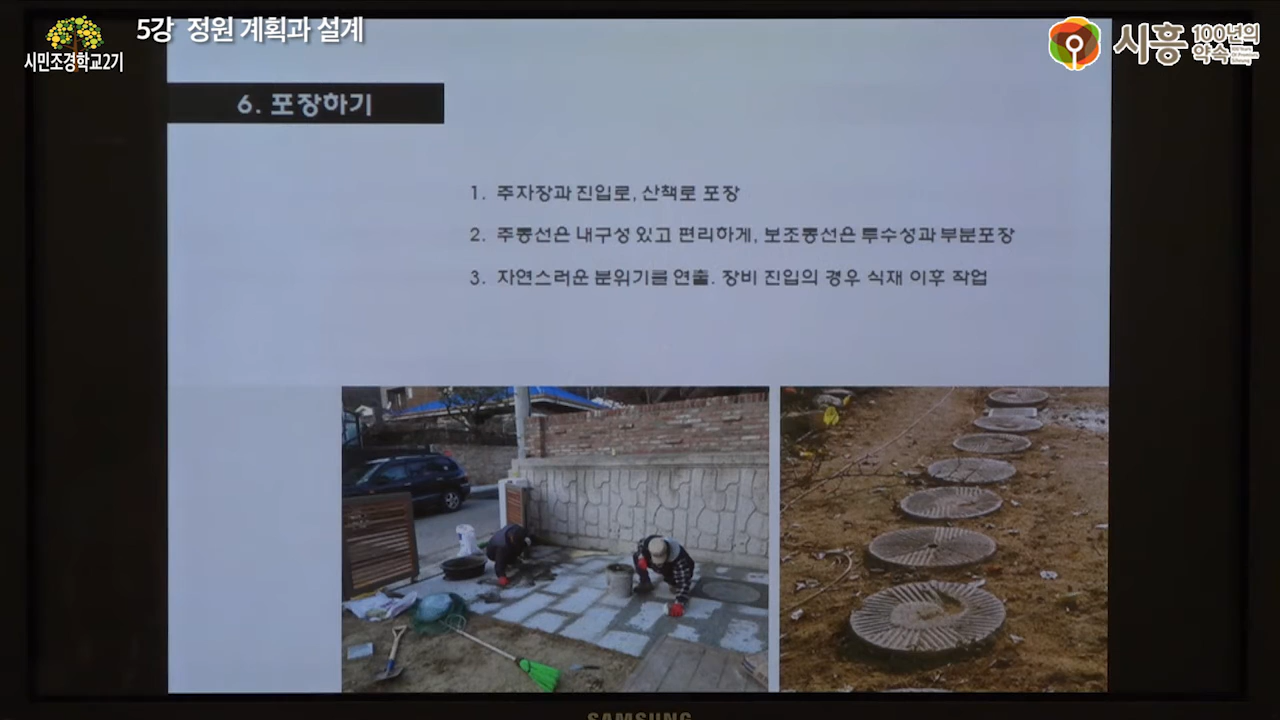 5강 정원 계획과 설계
시민조경학교2기
시흥 100년의 약속
6. 포장하기
1. 주자장과 진입로, 산책로 포장
2. 주동선은 내구성 있고 편리하게, 보조동선은 투수성과 부분포장
3. 자연스러운 분위기를 연출. 장비 진입의 경우 식재 이후 작업
SAMSUNG